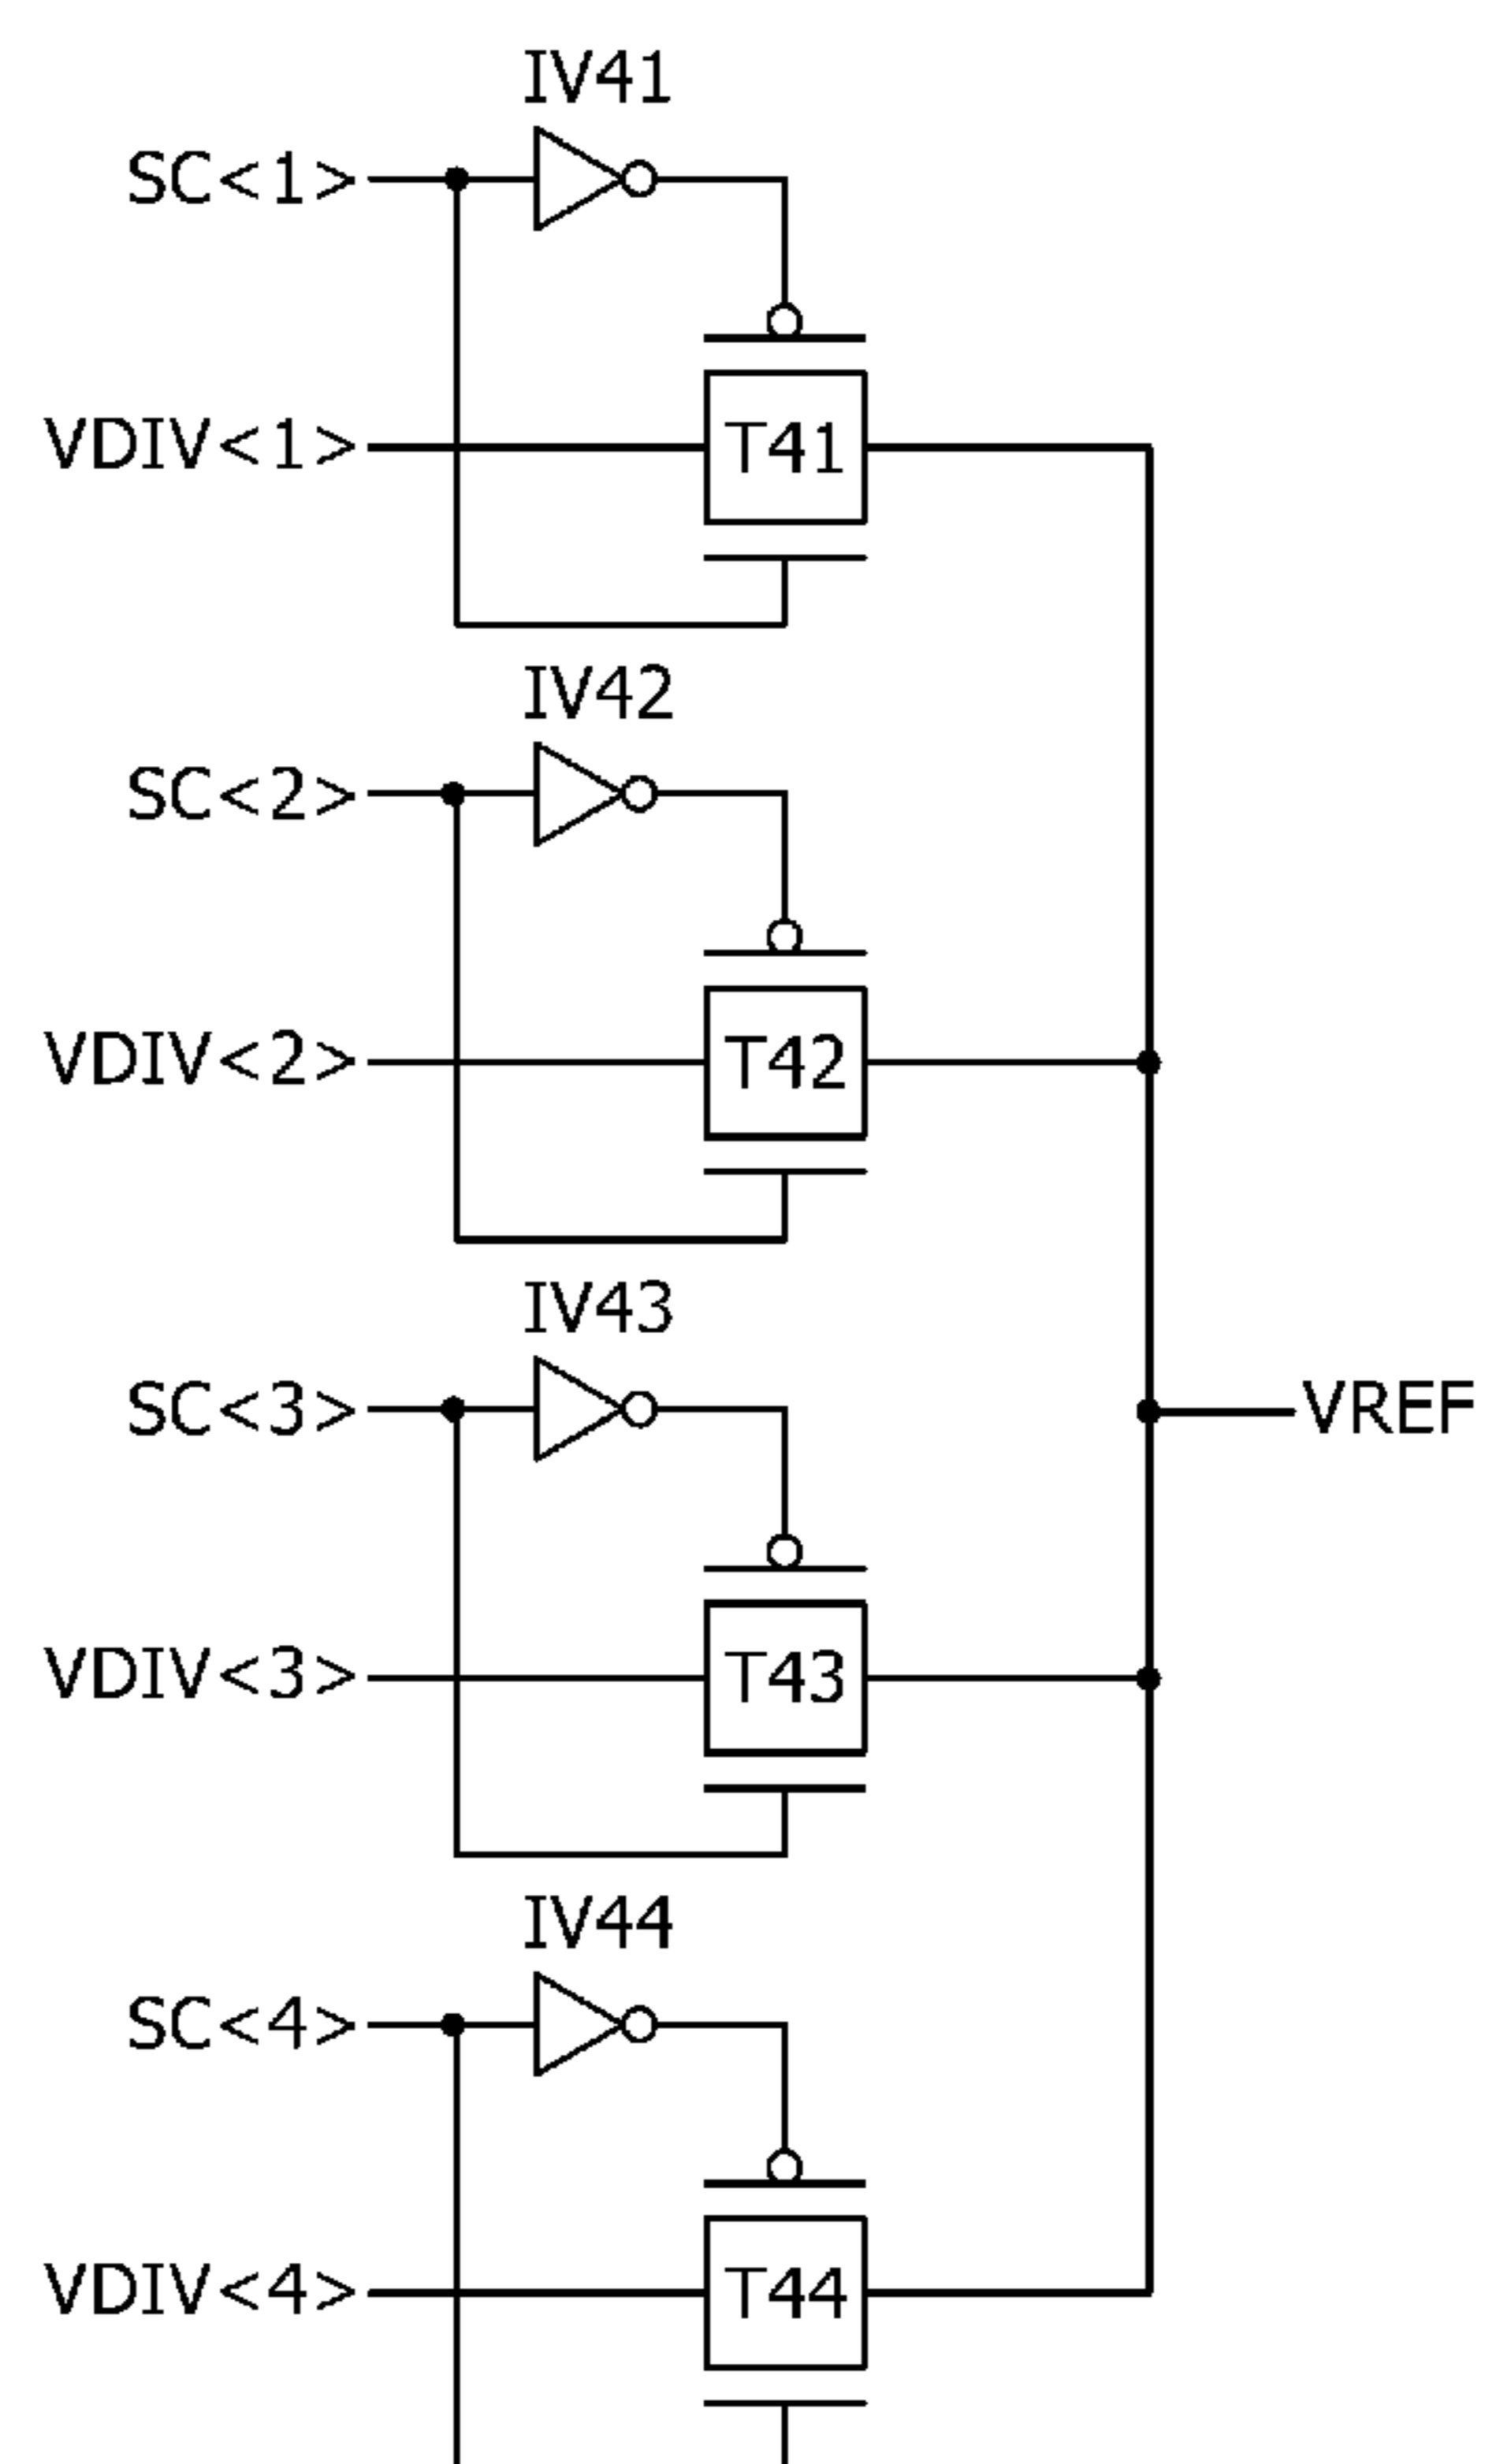 IV41
SC<1>
VDIV<1>
T41
IV42
SC<2>
VDIV<2>
T42
IV43
SC<3>
VREF
VDIV<3>
T43
IV44
SC<4>
VDIV<4>
T44